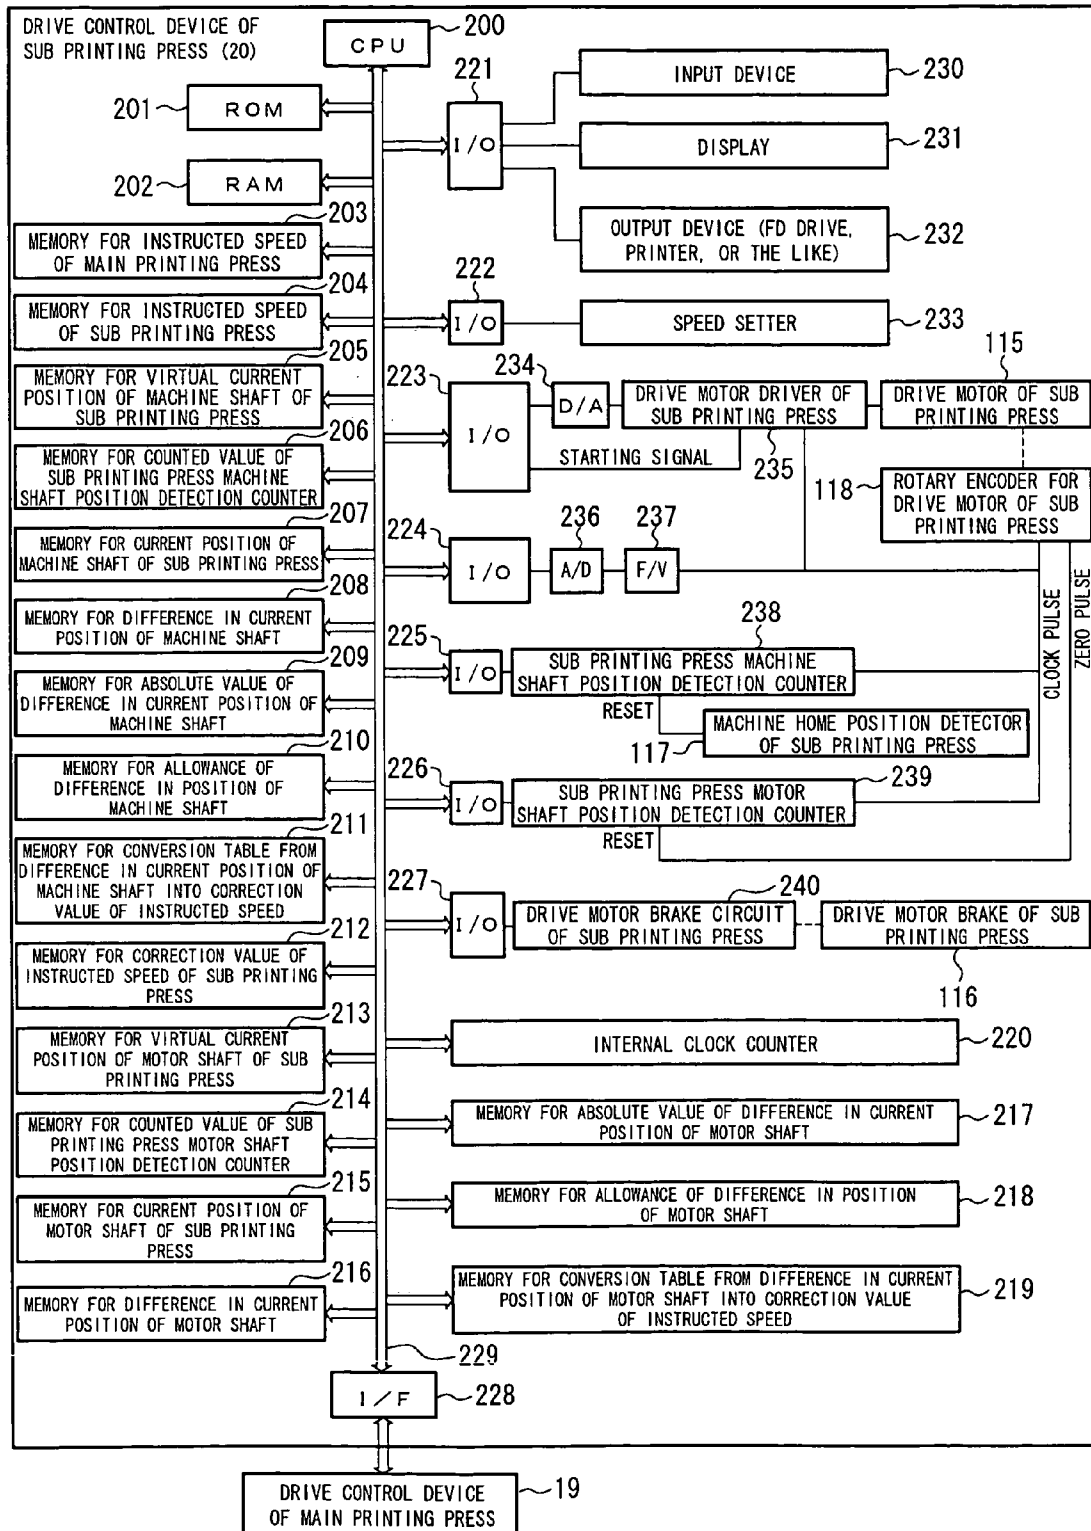 DRIVE CONTROL DEVICE OF
SUB PRINTING PRESS (20)
200
CPU
201
ROM
202
RAM
203
MEMORY FOR INSTRUCTED SPEED
OF MAIN PRINTING PRESS
204
MEMORY FOR INSTRUCTED SPEED
OF SUB PRINTING PRESS
205
MEMORY FOR VIRTUAL CURRENT
POSITION OF MACHINE SHAFT OF
SUB PRINTING PRESS
206
MEMORY FOR COUNTED VALUE OF
SUB PRINTING PRESS MACHINE
SHAFT POSITION DETECTION COUNTER
207
MEMORY FOR CURRENT POSITION OF
MACHINE SHAFT OF SUB PRINTING PRESS
208
MEMORY FOR DIFFERENCE IN CURRENT
POSITION OF MACHINE SHAFT
209
MEMORY FOR ABSOLUTE VALUE OF
DIFFERENCE IN CURRENT POSITION OF
MACHINE SHAFT
210
MEMORY FOR ALLOWANCE OF
DIFFERENCE IN POSITION OF
MACHINE SHAFT
211
MEMORY FOR CONVERSION TABLE FROM
DIFFERENCE IN CURRENT POSITION OF
MACHINE SHAFT INTO CORRECTION
VALUE OF INSTRUCTED SPEED
212
MEMORY FOR CORRECTION VALUE OF
INSTRUCTED SPEED OF SUB PRINTING
PRESS
213
MEMORY FOR VIRTUAL CURRENT
POSITION OF MOTOR SHAFT OF SUB
PRINTING PRESS
214
MEMORY FOR COUNTED VALUE OF SUB
PRINTING PRESS MOTOR SHAFT
POSITION DETECTION COUNTER
215
MEMORY FOR CURRENT POSITION OF
MOTOR SHAFT OF SUB PRINTING
PRESS
216
MEMORY FOR DIFFERENCE IN CURRENT
POSITION OF MOTOR SHAFT
221
I/O
INPUT DEVICE
230
DISPLAY
231
OUTPUT DEVICE (FD DRIVE,
PRINTER, OR THE LIKE)
232
222
I/O
SPEED SETTER
233
223
I/O
234
D/A
DRIVE MOTOR DRIVER OF
SUB PRINTING PRESS
235
STARTING SIGNAL
115
DRIVE MOTOR OF SUB
PRINTING PRESS
118
ROTARY ENCODER FOR
DRIVE MOTOR OF SUB
PRINTING PRESS
224
I/O
236
A/D
237
F/V
CLOCK PULSE
ZERO PULSE
225
I/O
238
SUB PRINTING PRESS MACHINE
SHAFT POSITION DETECTION COUNTER
RESET
117
MACHINE HOME POSITION DETECTOR
OF SUB PRINTING PRESS
226
I/O
239
SUB PRINTING PRESS MOTOR
SHAFT POSITION DETECTION COUNTER
RESET
227
I/O
240
DRIVE MOTOR BRAKE CIRCUIT
OF SUB PRINTING PRESS
DRIVE MOTOR BRAKE OF SUB
PRINTING PRESS
116
INTERNAL CLOCK COUNTER
220
MEMORY FOR ABSOLUTE VALUE OF DIFFERENCE IN CURRENT
POSITION OF MOTOR SHAFT
217
MEMORY FOR ALLOWANCE OF DIFFERENCE IN POSITION
OF MOTOR SHAFT
218
MEMORY FOR CONVERSION TABLE FROM DIFFERENCE IN CURRENT
POSITION OF MOTOR SHAFT INTO CORRECTION VALUE
OF INSTRUCTED SPEED
219
229
I/F
228
DRIVE CONTROL DEVICE
OF MAIN PRINTING PRESS
19